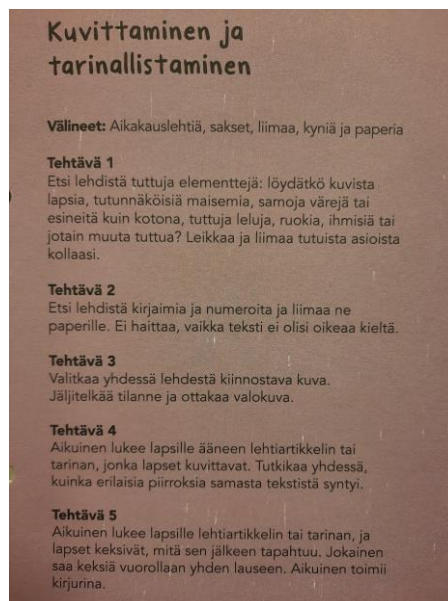 Kuvittaminen ja
tarinallistaminen
Välineet: Aikakauslehtiä, sakset, liimaa, kyniä ja paperia
Tehtävä 1
Etsi lehdistä tuttuja elementtejä: löydätkö kuvista
lapsia, tutunnäköisiä maisemia, samoja värejä tai
esineitä kuin kotona, tuttuja leluja, ruokia, ihmisiä tai
jotain muuta tuttua? Leikkaa ja liimaa tutuista asioista
kollaasi.
Tehtävä 2
Etsi lehdistä kirjaimia ja numeroita ja liimaa ne
paperille. Ei haittaa, vaikka teksti ei olisi oikeaa kieltä.
Tehtävä 3
Valitkaa yhdessä lehdestä kiinnostava kuva.
Jäljitelkää tilanne ja ottakaa valokuva.
Tehtävä 4
Aikuinen lukee lapsille ääneen lehtiartikkelin tai
tarinan, jonka lapset kuvittavat. Tutkikaa yhdessä,
kuinka erilaisia piirroksia samasta tekstistä syntyi.
Tehtävä 5
Aikuinen lukee lapsille lehtiartikkelin tai tarinan, ja
lapset keksivät, mitä sen jälkeen tapahtuu. Jokainen
saa keksiä vuorollaan yhden lauseen. Aikuinen toimii
kirjurina.